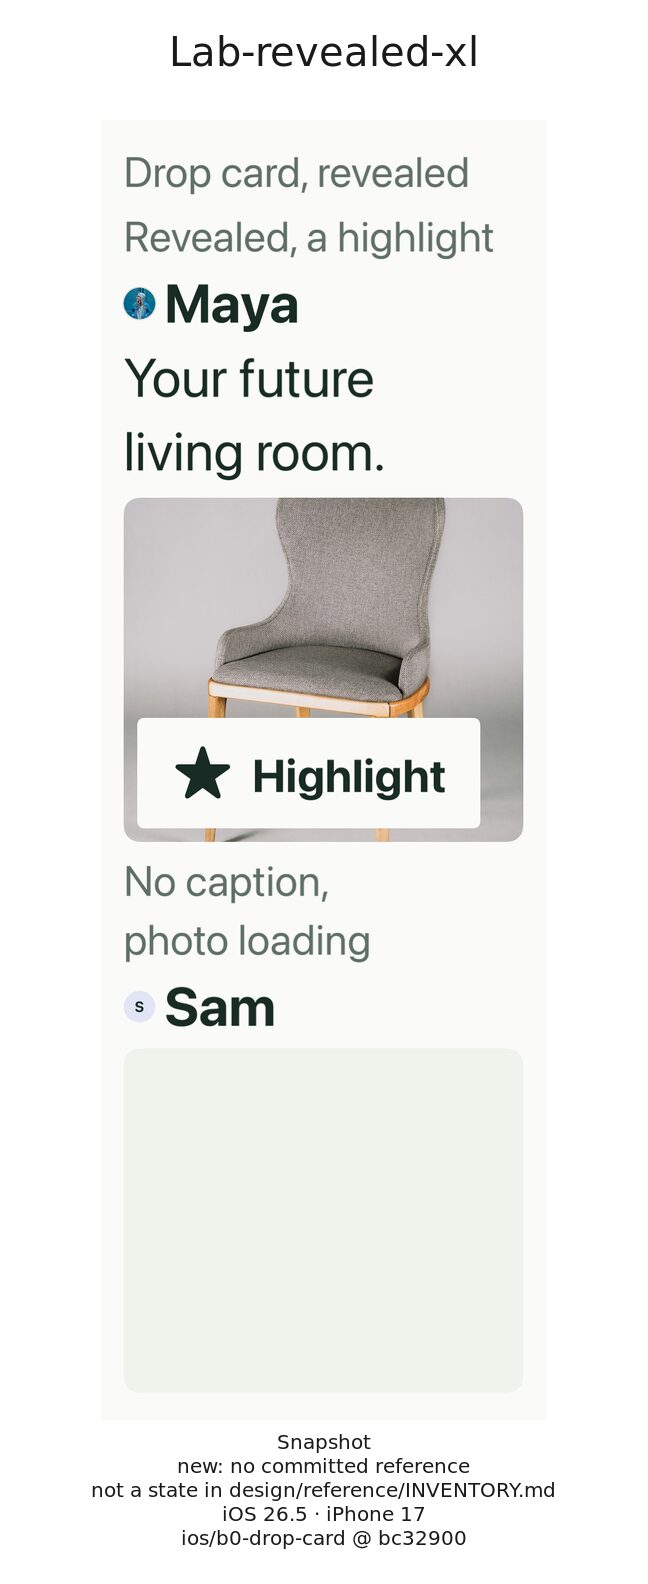 Lab-revealed-xl
Drop card, revealed
Revealed, a highlight
Maya
Your future
living room.
Highlight
No caption,
photo loading
S
Sam
Snapshot
new: no committed reference
not a state in design/reference/INVENTORY.md
iOS 26.5 · iPhone 17
ios/b0-drop-card @ bc32900